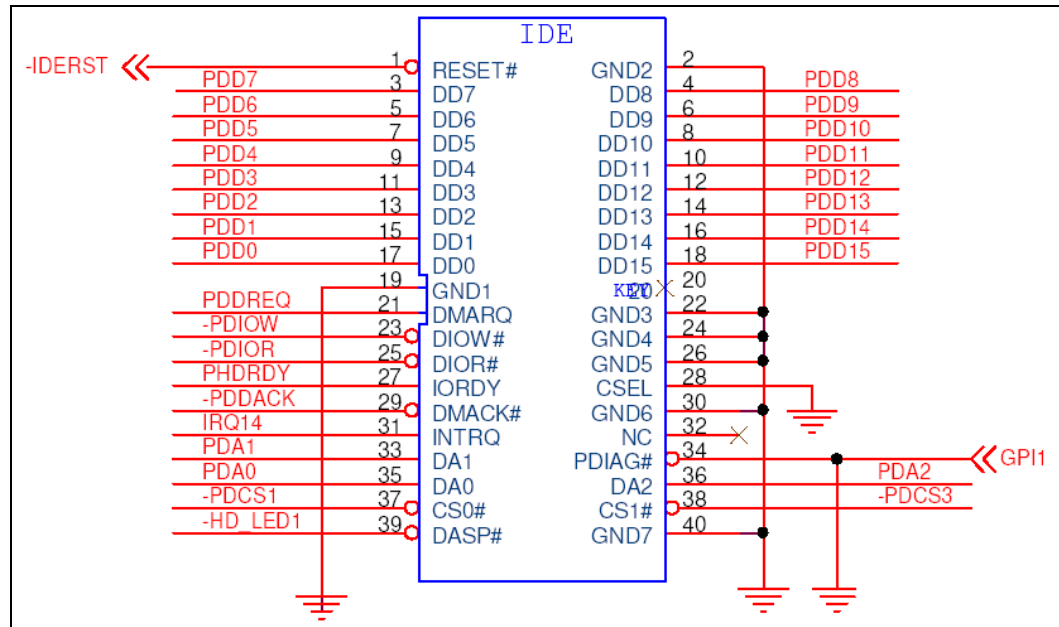 IDE
-IDERST 1 RESET# GND2 2
PDD7 3 DD7 DD8 4 PDD8
PDD6 5 DD6 DD9 6 PDD9
PDD5 7 DD5 DD10 8 PDD10
PDD4 9 DD4 DD11 10 PDD11
PDD3 11 DD3 DD12 12 PDD12
PDD2 13 DD2 DD13 14 PDD13
PDD1 15 DD1 DD14 16 PDD14
PDD0 17 DD0 DD15 18 PDD15
19 GND1 KEY 20 20
PDDREQ 21 DMARQ GND3 22
-PDIOW 23 DIOW# GND4 24
-PDIOR 25 DIOR# GND5 26
PHDRDY 27 IORDY CSEL 28
-PDDACK 29 DMACK# GND6 30
IRQ14 31 INTRQ NC 32
PDA1 33 DA1 PDIAG# 34 GPI1
PDA0 35 DA0 DA2 36 PDA2
-PDCS1 37 CS0# CS1# 38 -PDCS3
-HD_LED1 39 DASP# GND7 40